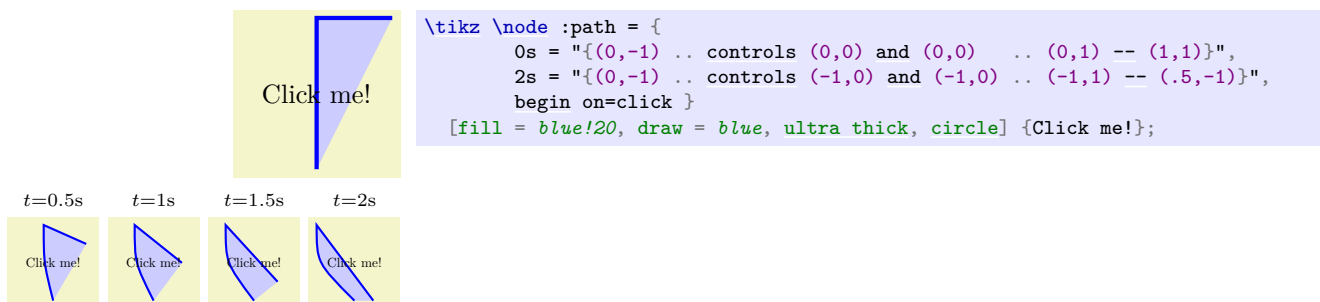 Click me!
\tikz \node :path = {
0s = "{(0,-1) .. controls (0,0) and (0,0)   .. (0,1) -- (1,1)}",
2s = "{(0,-1) .. controls (-1,0) and (-1,0) .. (-1,1) -- (.5,-1)}",
begin on=click }
[fill = blue!20, draw = blue, ultra thick, circle] {Click me!};
t=0.5s t=1s t=1.5s t=2s
Click me! Click me! Click me! Click me!